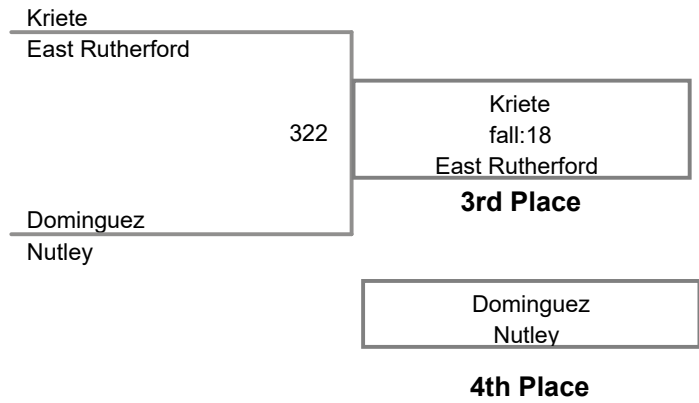 Kriete
East Rutherford
322
Kriete
fall:18
East Rutherford
3rd Place
Dominguez
Nutley
Dominguez
Nutley
4th Place